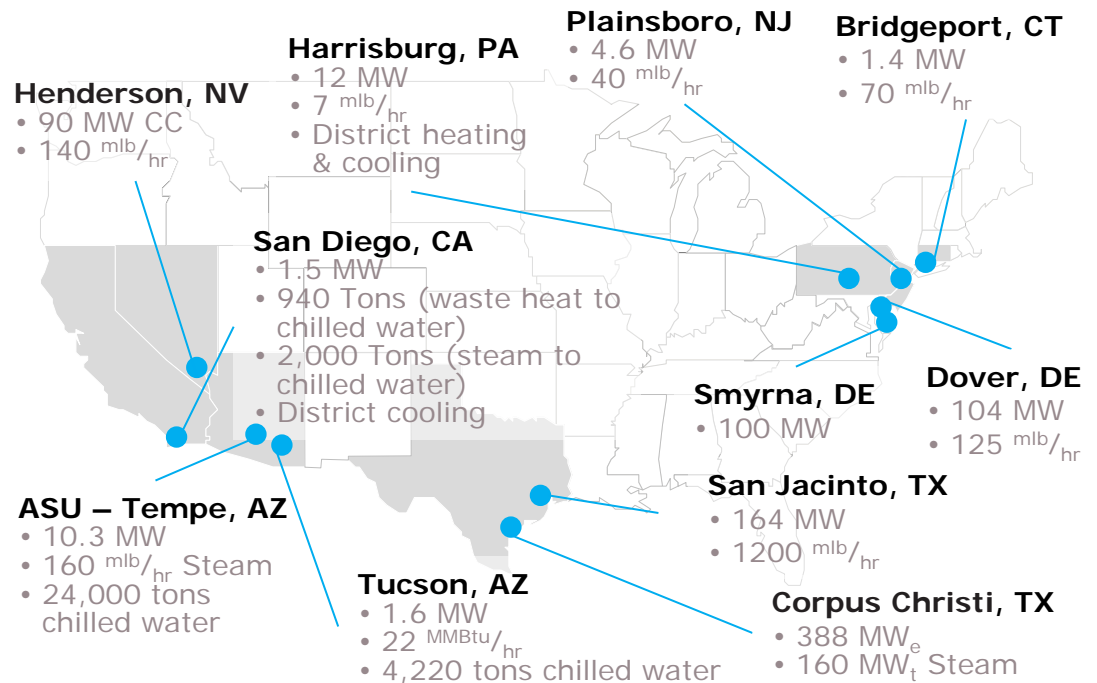 Plainsboro, NJ
• 4.6 MW
• 40 mlb/hr
Bridgeport, CT
• 1.4 MW
• 70 mlb/hr
Harrisburg, PA
• 12 MW
• 7 mlb/hr
• District heating
& cooling
Henderson, NV
• 90 MW CC
• 140 mlb/hr
San Diego, CA
• 1.5 MW
• 940 Tons (waste heat to
chilled water)
• 2,000 Tons (steam to
chilled water)
• District cooling
Smyrna, DE
• 100 MW
Dover, DE
• 104 MW
• 125 mlb/hr
San Jacinto, TX
• 164 MW
• 1200 mlb/hr
ASU – Tempe, AZ
• 10.3 MW
• 160 mlb/hr Steam
• 24,000 tons
chilled water
Tucson, AZ
• 1.6 MW
• 22 MMBtu/hr
• 4,220 tons chilled water
Corpus Christi, TX
• 388 MWe
• 160 MWt Steam